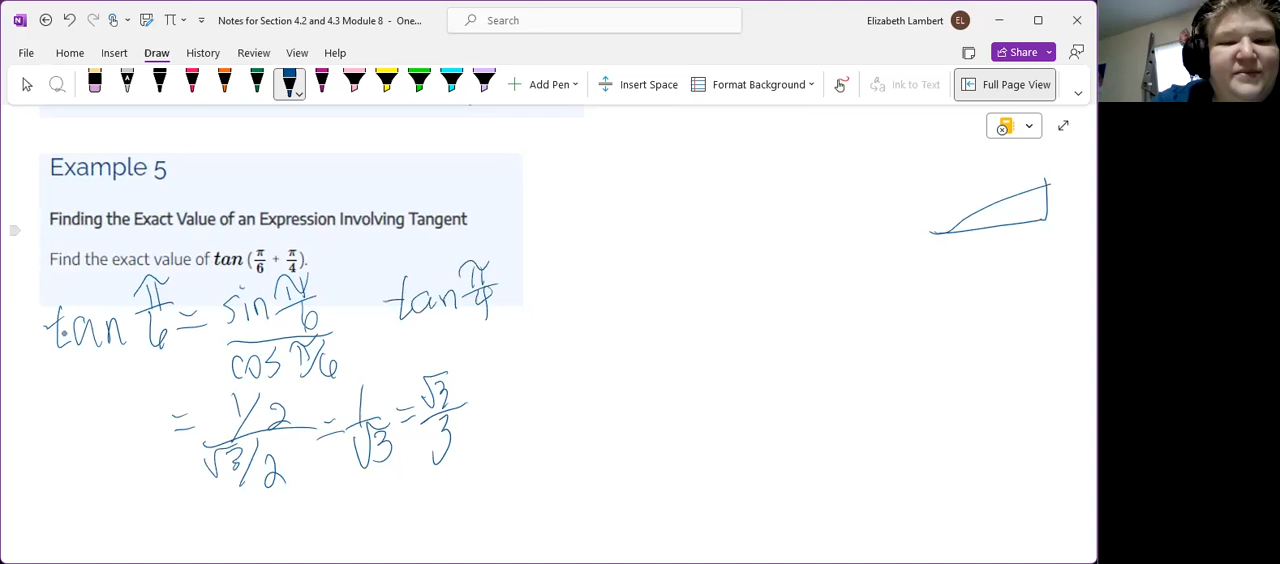 Notes for Section 4.2 and 4.3 Module 8 - One...
Search
Elizabeth Lambert
EL
File Home Insert Draw History Review View Help
Share
Add Pen
Insert Space
Format Background
Ink to Text
Full Page View
Example 5
Finding the Exact Value of an Expression Involving Tangent
Find the exact value of tan (π/6 + π/4).
tan π/6 = sin π/6 / cos π/6
tan π/4
= 1/2 / √3/2 = 1/√3 = √3/3